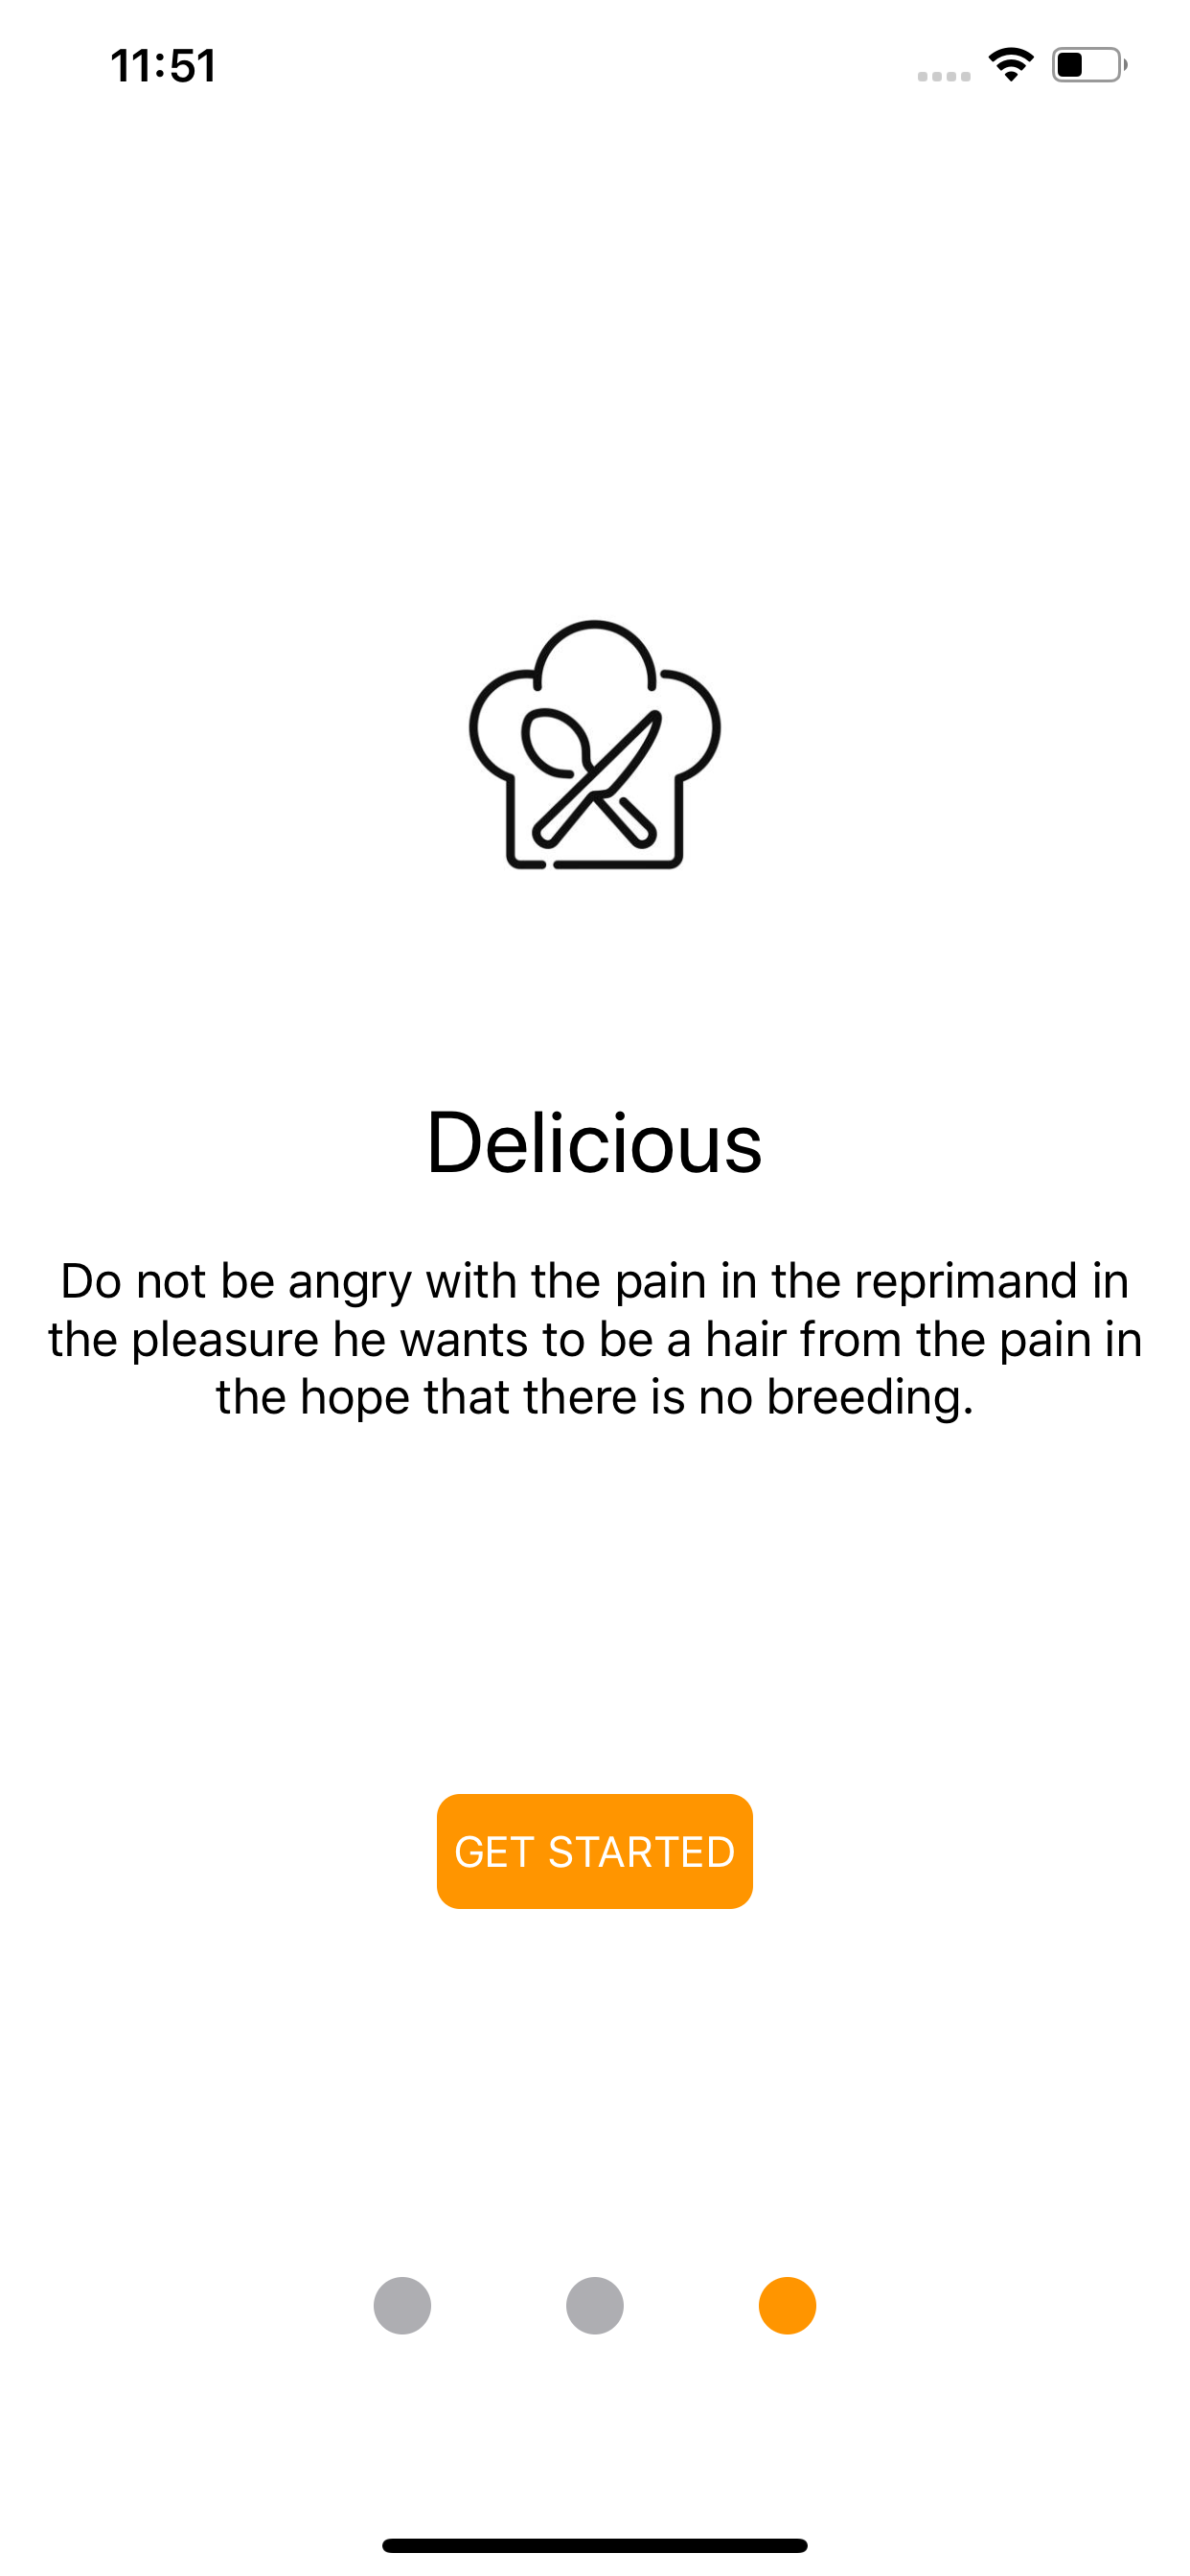 11:51
Delicious
Do not be angry with the pain in the reprimand in
the pleasure he wants to be a hair from the pain in
the hope that there is no breeding.
GET STARTED